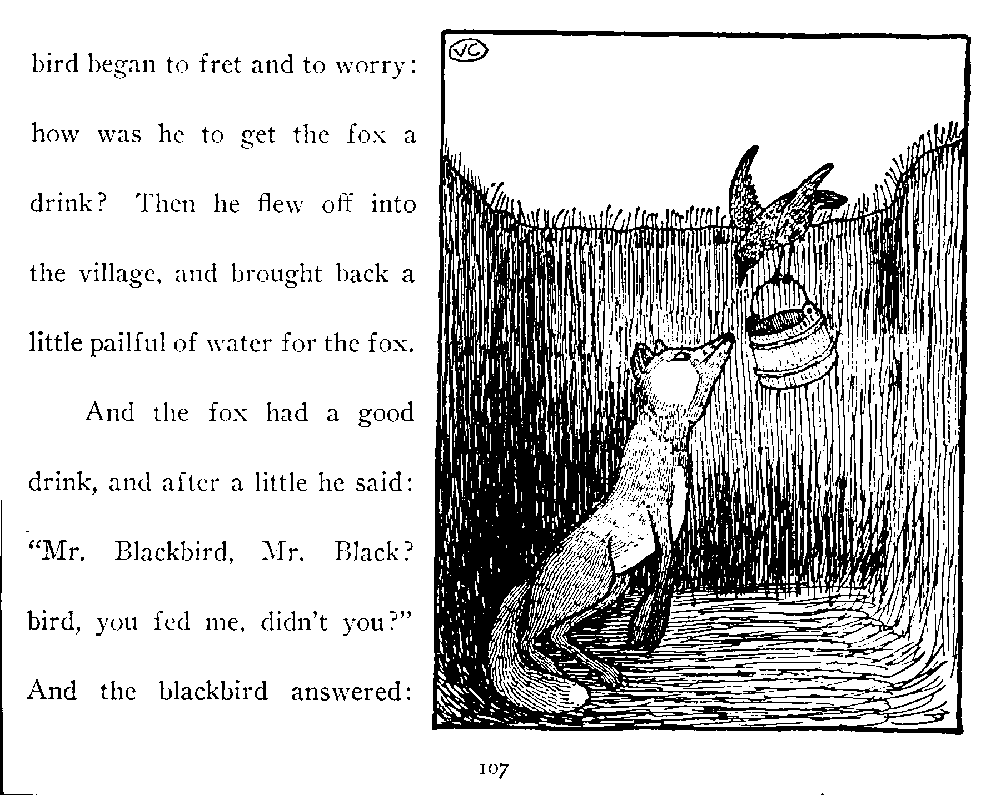 bird began to fret and to worry:
how was he to get the fox a
drink? Then he flew off into
the village, and brought back a
little pailful of water for the fox.
And the fox had a good
drink, and after a little he said:
“Mr. Blackbird, Mr. Black?
bird, you fed me, didn't you?”
And the blackbird answered:
VC
107